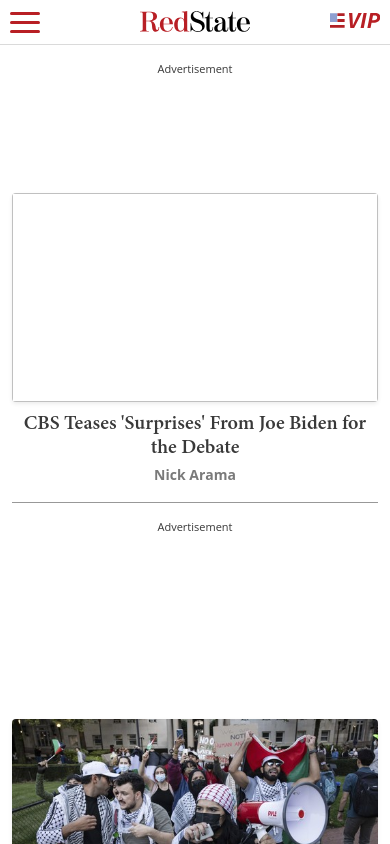 RedState
VIP
Advertisement
CBS Teases 'Surprises' From Joe Biden for
the Debate
Nick Arama
Advertisement